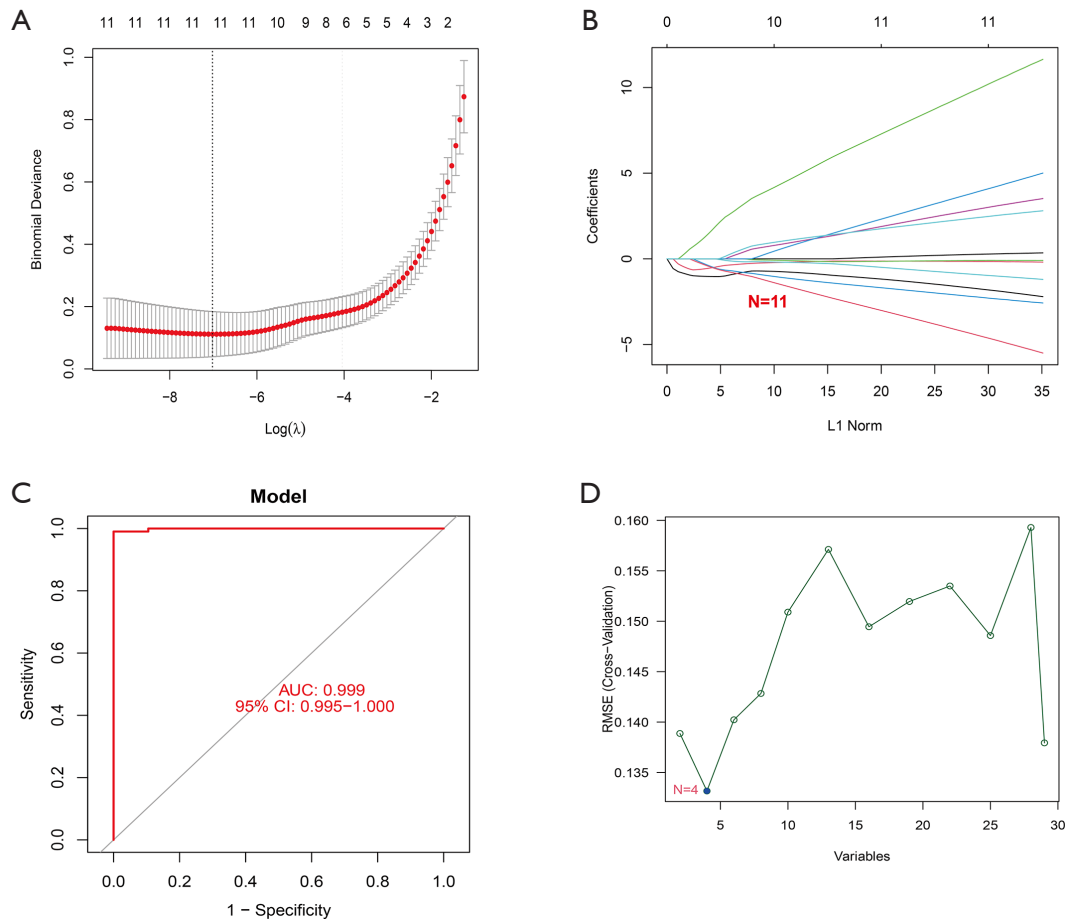 A
11 11 11 11 11 11 10 9 8 6 5 5 4 3 2
Binomial Deviance
1.0
0.8
0.6
0.4
0.2
0.0
−8 −6 −4 −2
Log(λ)
B
0 10 11 11
Coefficients
10
5
0
−5
N=11
0 5 10 15 20 25 30 35
L1 Norm
C
Model
Sensitivity
1.0
0.8
0.6
0.4
0.2
0.0
AUC: 0.999
95% CI: 0.995−1.000
0.0 0.2 0.4 0.6 0.8 1.0
1 − Specificity
D
RMSE (Cross−Validation)
0.160
0.155
0.150
0.145
0.140
0.135
N=4
5 10 15 20 25 30
Variables